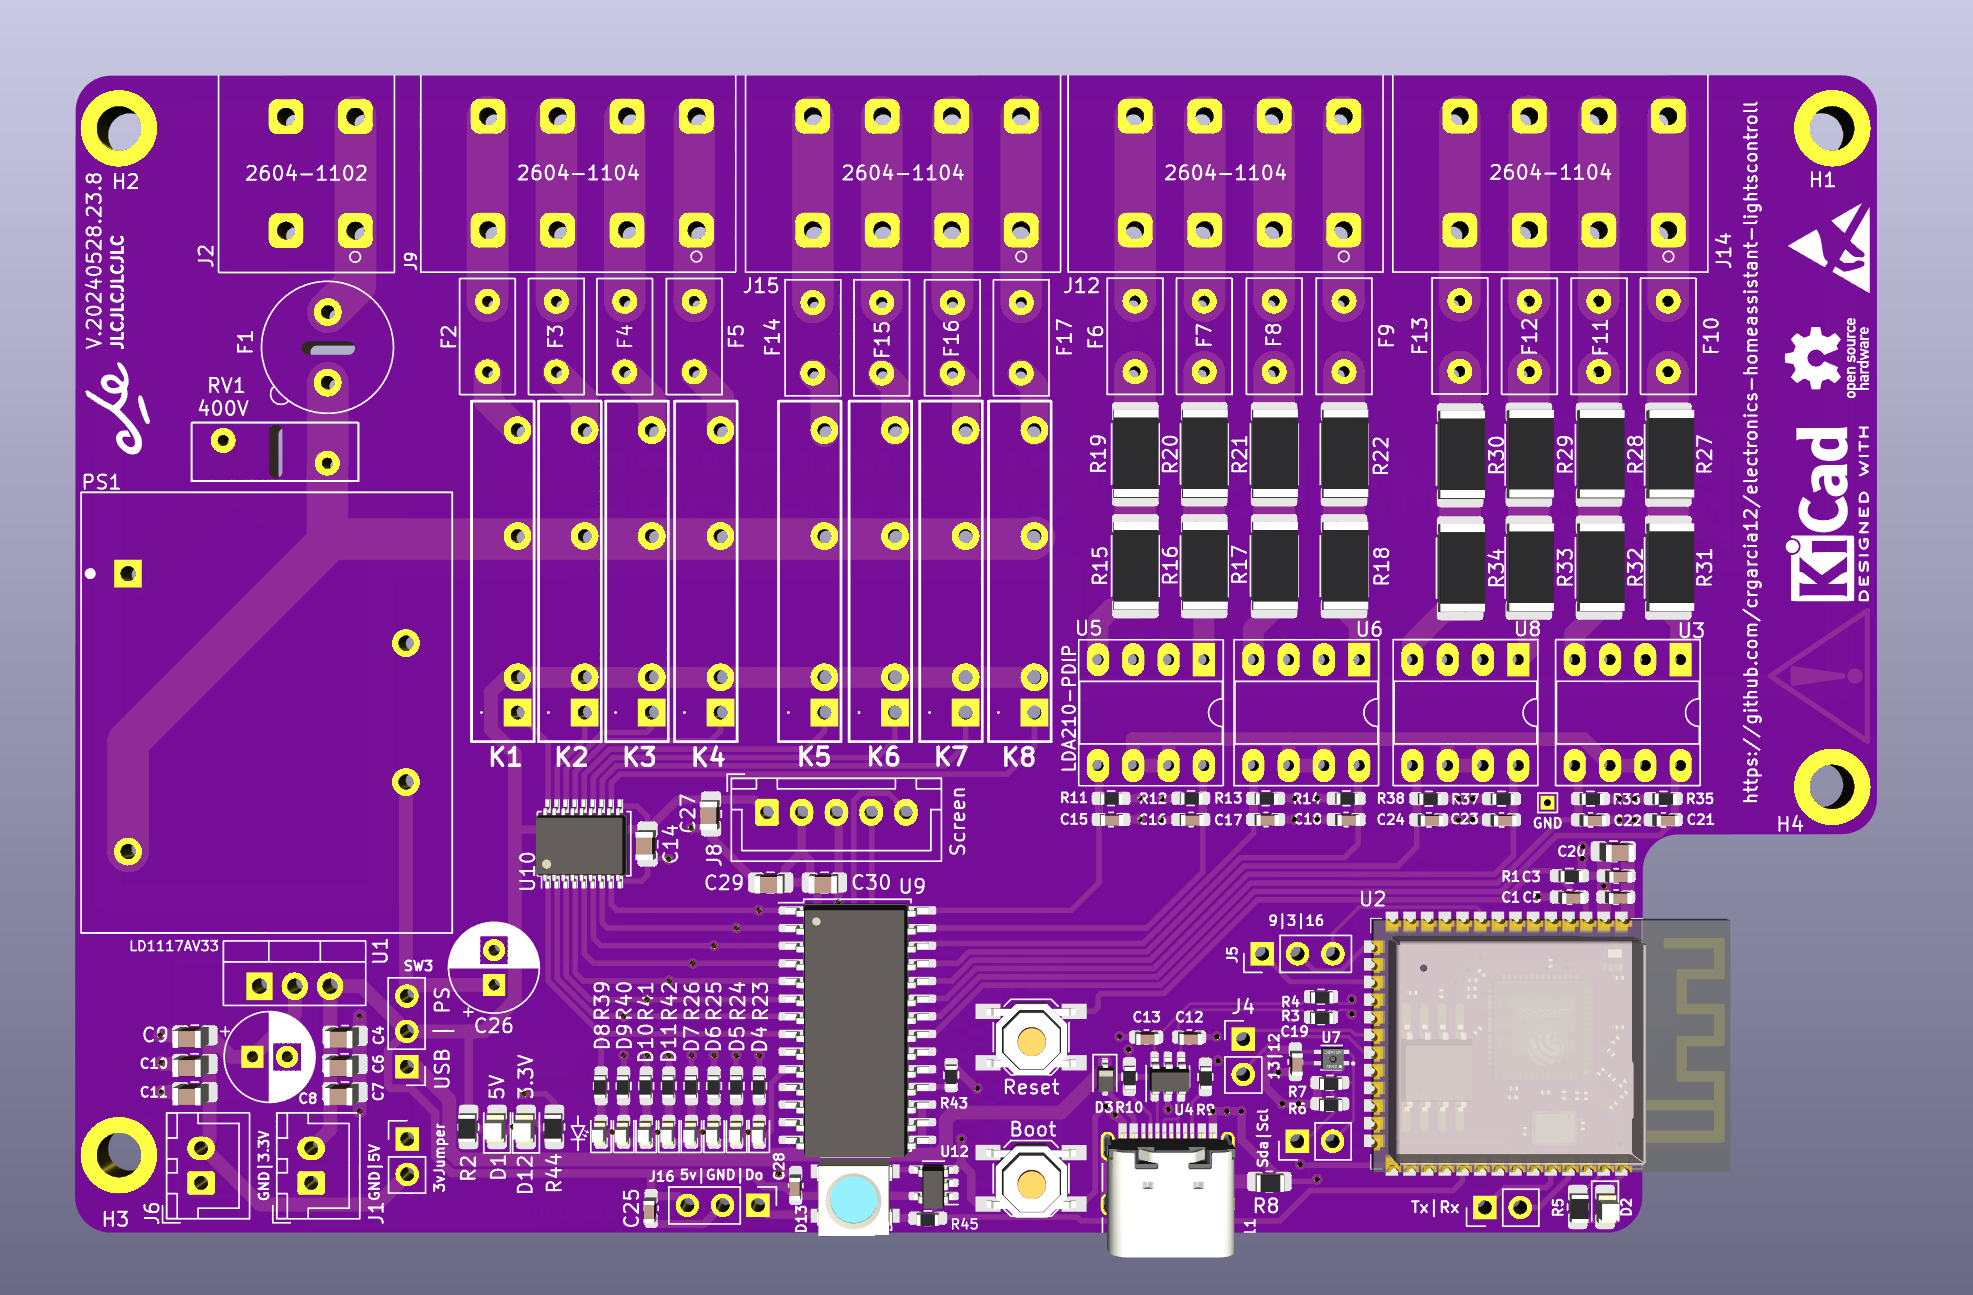 2604-1102
2604-1104
2604-1104
2604-1104
2604-1104
H2
H1
J2
J9
J15
J12
J14
V.20240528.23.8
JLCJLCJLCJLC
F1
F2
F3
F4
F5
F14
F15
F16
F17
F6
F7
F8
F9
F13
F12
F11
F10
RV1
400V
PS1
R19
R20
R21
R22
R30
R29
R28
R27
R15
R16
R17
R18
R34
R33
R32
R31
open source
hardware
KiCad
DESIGNED WITH
https://github.com/crgarcia12/electronics-homeassistant-lightscontroll
U5
U6
U8
U3
LDA210-PDIP
K1
K2
K3
K4
K5
K6
K7
K8
R11
R12
R13
R14
R38
R37
R35
C15
C16
C17
C24
C23
C22
C21
GND
H4
U10
C14
C27
J8
Screen
C29
C30
U9
C20
R1
C3
C1
U2
LD1117AV33
U1
SW3
USB | PS
C26
C9
C10
C11
C4
C6
C7
C8
D8 R39
D9 R40
D10 R41
D11 R42
D7 R26
D6 R25
D5 R24
D4 R23
9|3|16
J5
R4
R3
C19
J4
13|12
U7
R7
R6
C13
C12
Reset
R43
D3
R10
U4
Boot
Sda|Scl
R8
R2
D1 5V
D12 3.3V
R44
3vJumper
GND|3.3V
GND|5V
J6
J1
H3
J16 5v|GND|Do
C25
C28
D13
U12
R45
Tx|Rx
R5
D2